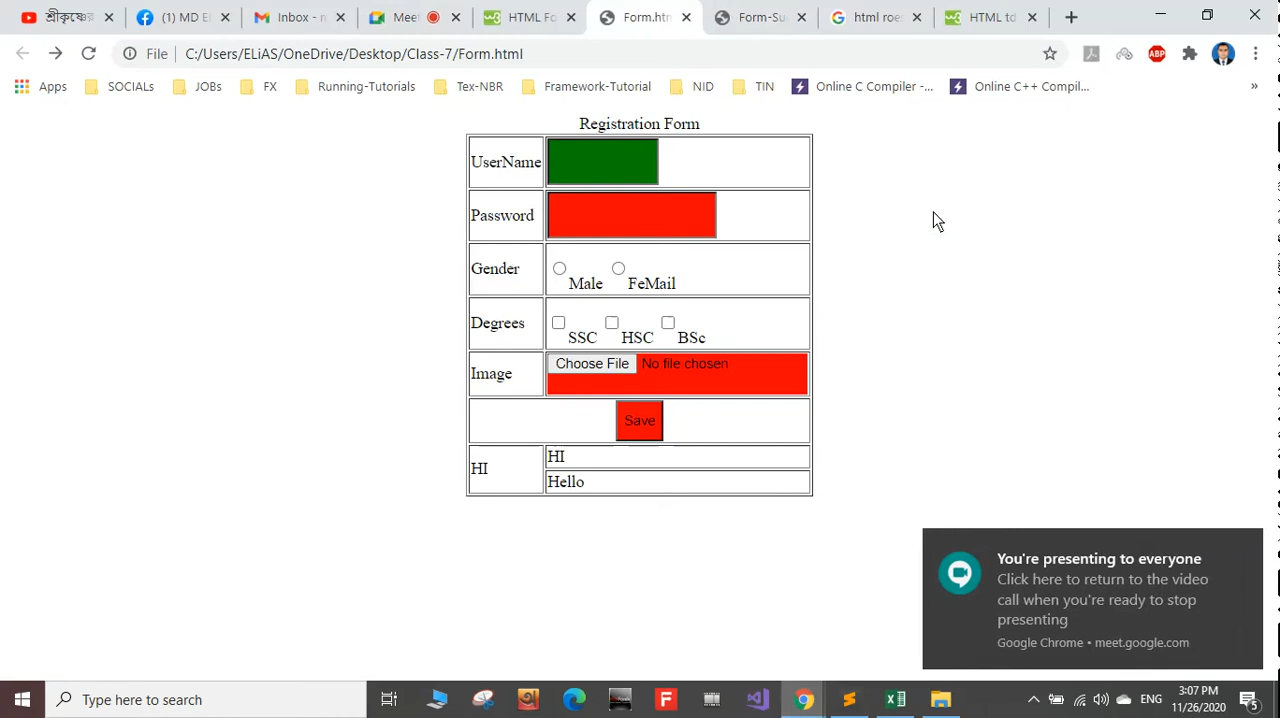 শ্রীকৃষ্ণে
(1) MD El
Inbox - n
Meet
HTML Fo
Form.htm
Form-Su
html roes
HTML td
File
C:/Users/ELiAS/OneDrive/Desktop/Class-7/Form.html
Apps
SOCIALs
JOBs
FX
Running-Tutorials
Tex-NBR
Framework-Tutorial
NID
TIN
Online C Compiler -...
Online C++ Compil...
»
Registration Form
UserName
Password
Gender
Male
FeMail
Degrees
SSC
HSC
BSc
Image
Choose File
No file chosen
Save
HI
HI
Hello
You're presenting to everyone
Click here to return to the video
call when you're ready to stop
presenting
Google Chrome • meet.google.com
Type here to search
ENG
3:07 PM
11/26/2020
5